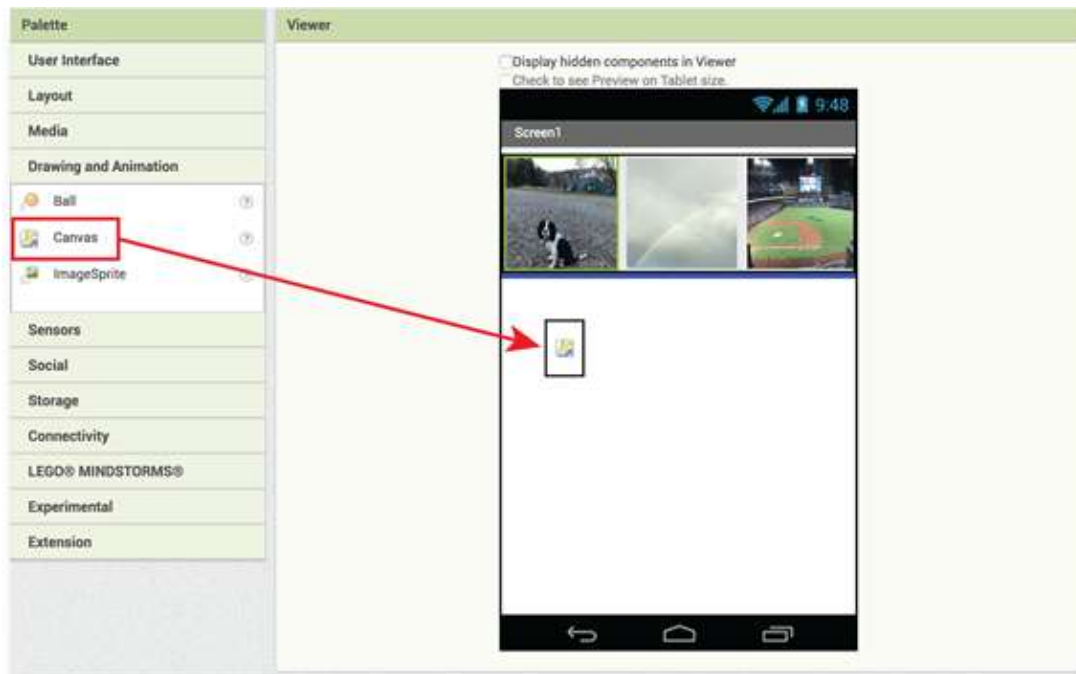 Palette
User Interface
Layout
Media
Drawing and Animation
Ball
Canvas
ImageSprite
Sensors
Social
Storage
Connectivity
LEGO® MINDSTORMS®
Experimental
Extension
Viewer
Display hidden components in Viewer
Check to see Preview on Tablet size.
9:48
Screen1